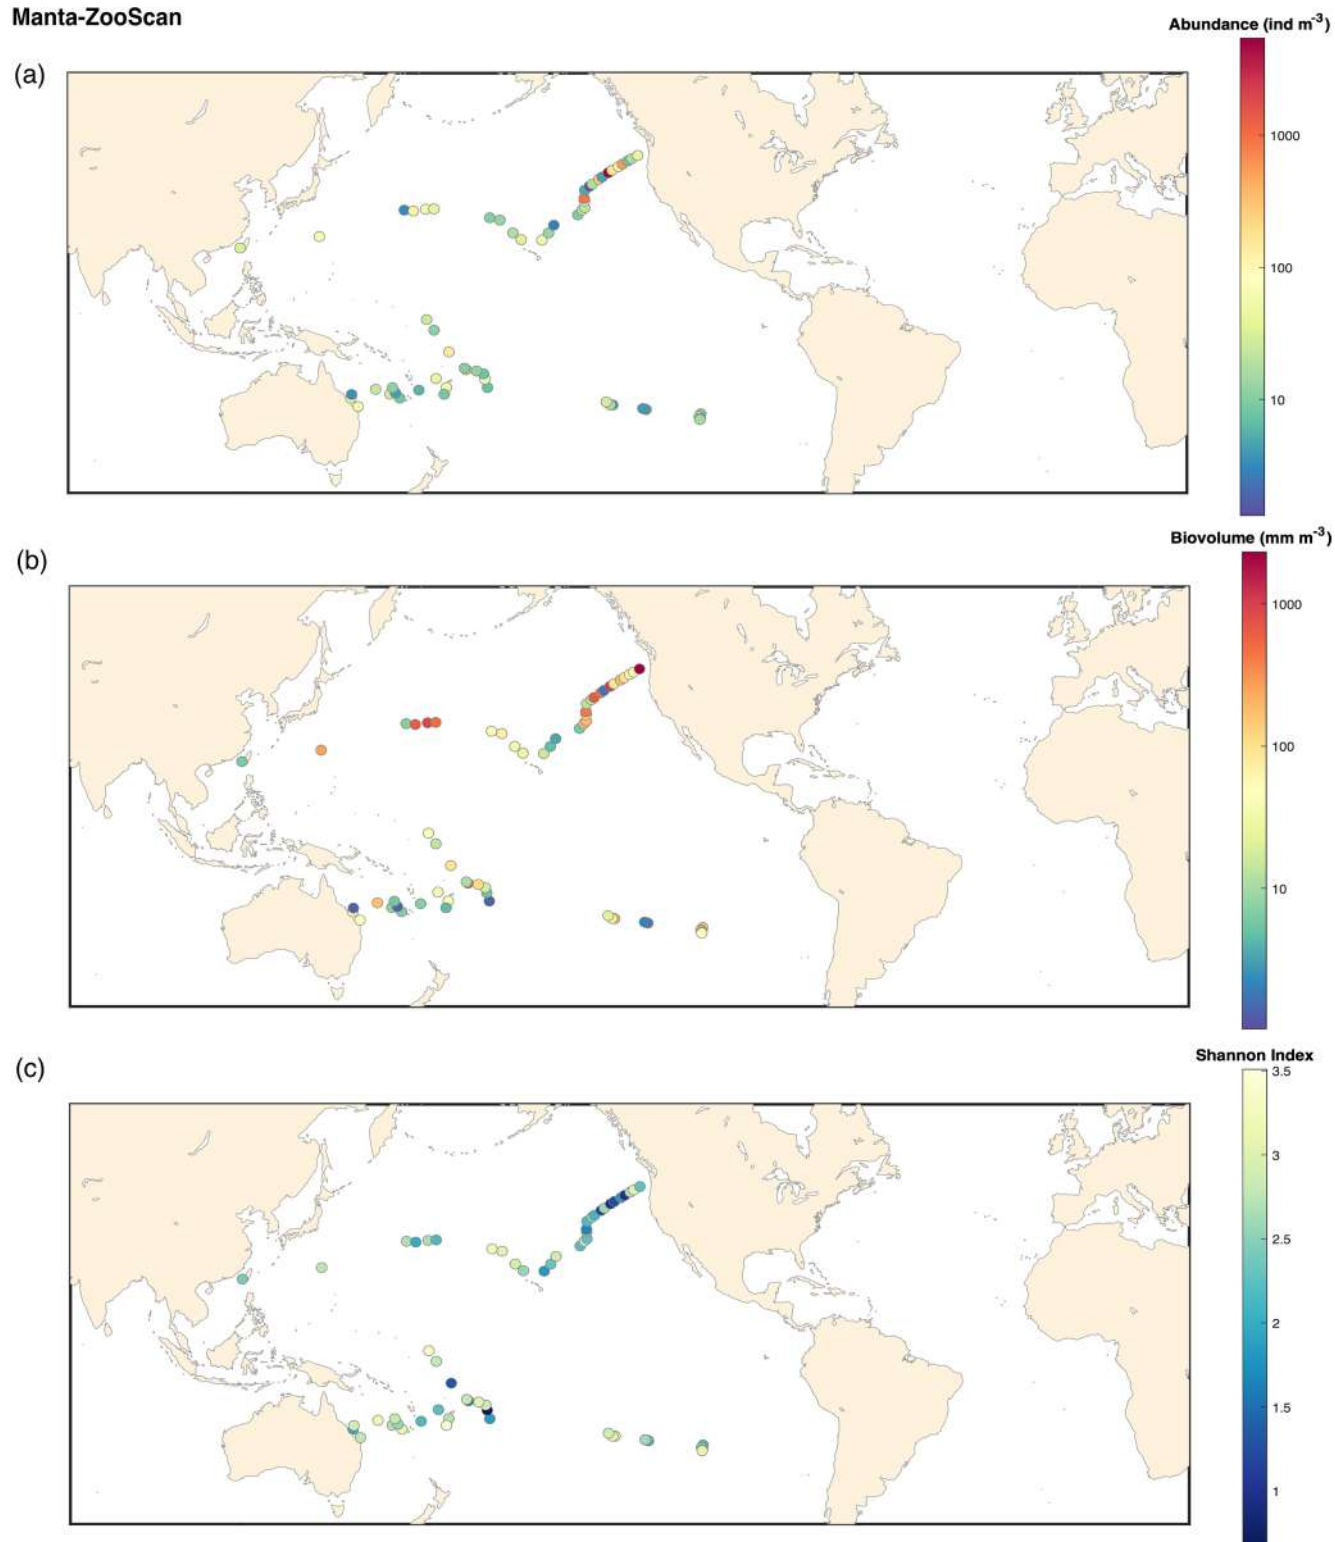 Manta-ZooScan
Abundance (ind m⁻³)
(a)
1000
100
10
Biovolume (mm m⁻³)
(b)
1000
100
10
Shannon Index
(c)
3.5
3
2.5
2
1.5
1